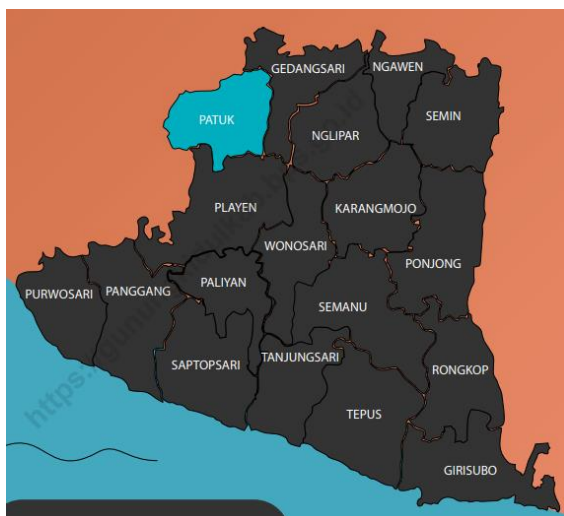 GEDANGSARI
NGAWEN
PATUK
NGLIPAR
SEMIN
PLAYEN
KARANGMOJO
WONOSARI
PONJONG
PURWOSARI
PANGGANG
PALIYAN
SEMANU
SAPTOPSARI
TANJUNGSARI
RONGKOP
TEPUS
GIRISUBO